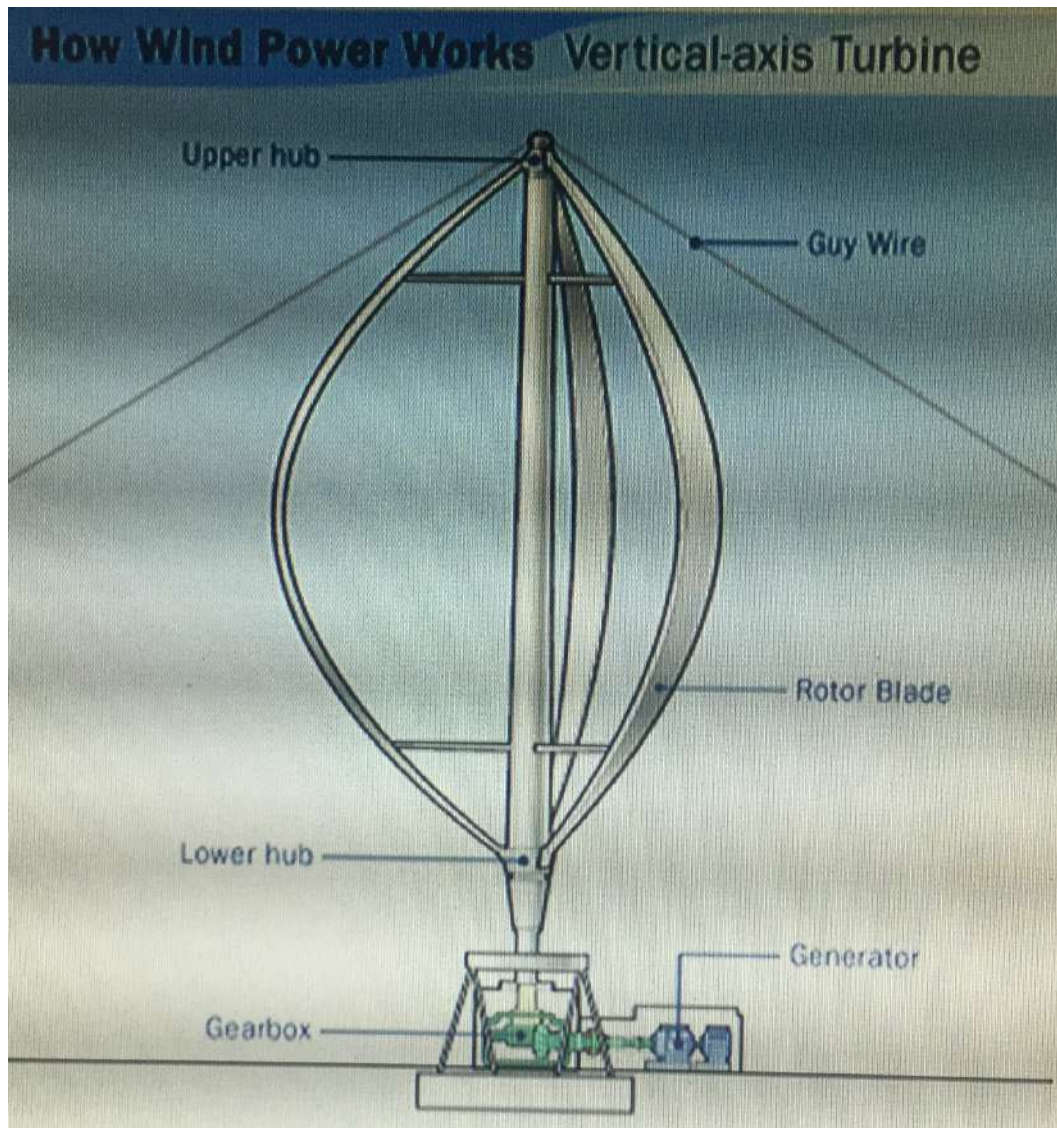 How Wind Power Works Vertical-axis Turbine
Upper hub
Guy Wire
Rotor Blade
Lower hub
Generator
Gearbox